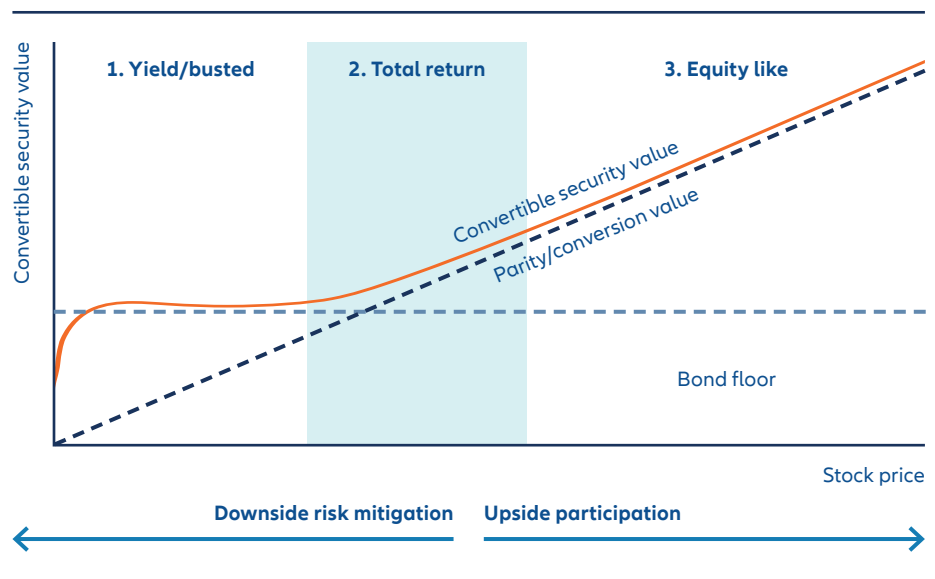 Convertible security value
1. Yield/busted
2. Total return
3. Equity like
Convertible security value
Parity/conversion value
Bond floor
Stock price
Downside risk mitigation
Upside participation